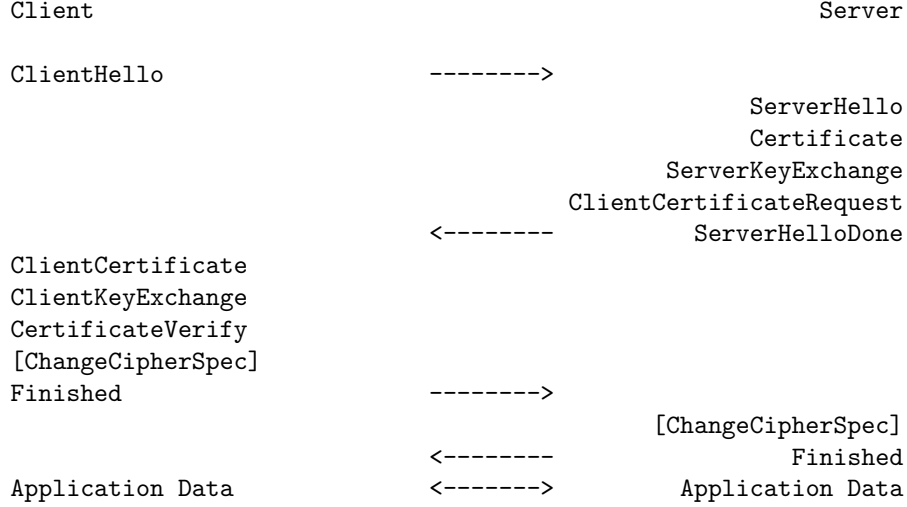 Client Server
ClientHello -------->
ServerHello
Certificate
ServerKeyExchange
ClientCertificateRequest
<-------- ServerHelloDone
ClientCertificate
ClientKeyExchange
CertificateVerify
[ChangeCipherSpec]
Finished -------->
[ChangeCipherSpec]
<-------- Finished
Application Data <-------> Application Data